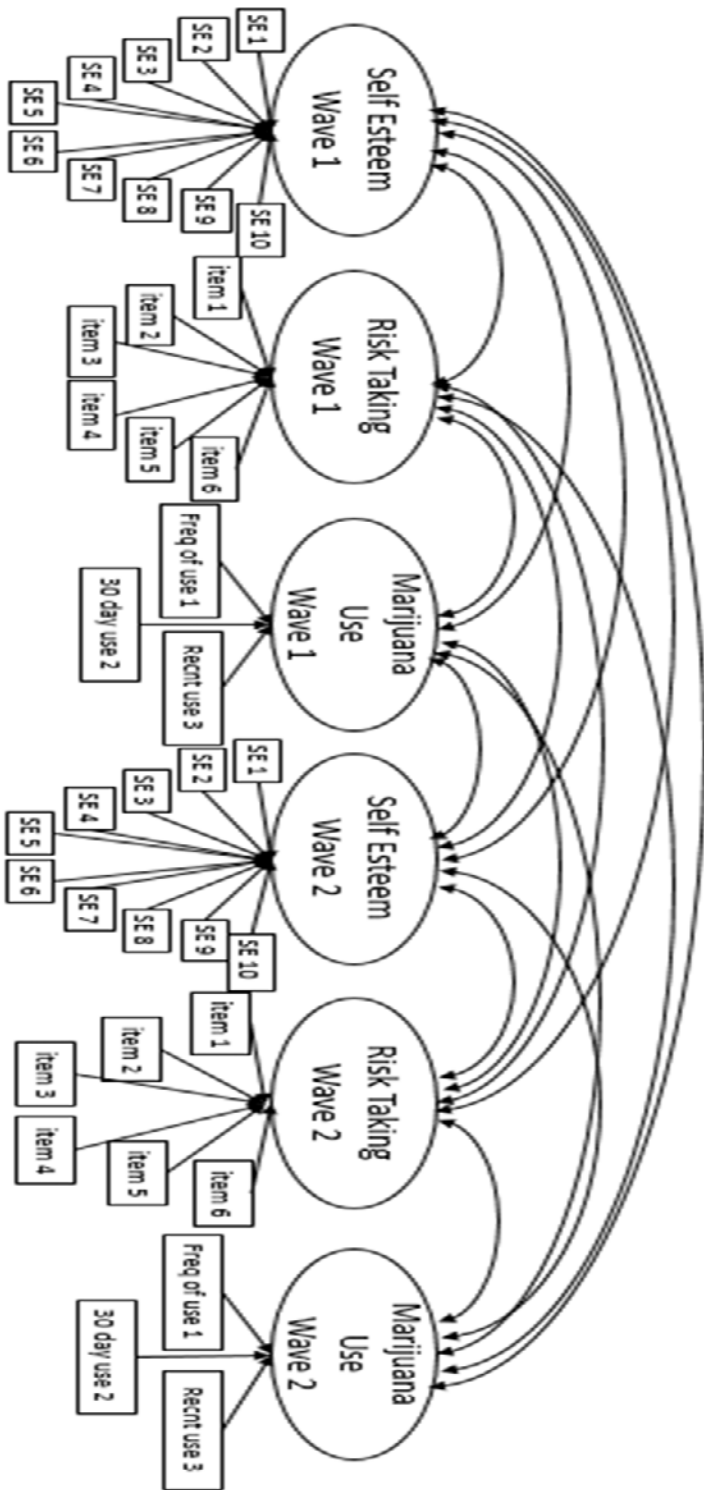 Self Esteem
Wave 1
SE 1
SE 2
SE 3
SE 4
SE 5
SE 6
SE 7
SE 8
SE 9
SE 10
Risk Taking
Wave 1
item 1
item 2
item 3
item 4
item 5
item 6
Marijuana
Use
Wave 1
Freq of use 1
30 day use 2
Recnt use 3
Self Esteem
Wave 2
SE 1
SE 2
SE 3
SE 4
SE 5
SE 6
SE 7
SE 8
SE 9
SE 10
Risk Taking
Wave 2
item 1
item 2
item 3
item 4
item 5
item 6
Marijuana
Use
Wave 2
Freq of use 1
30 day use 2
Recnt use 3